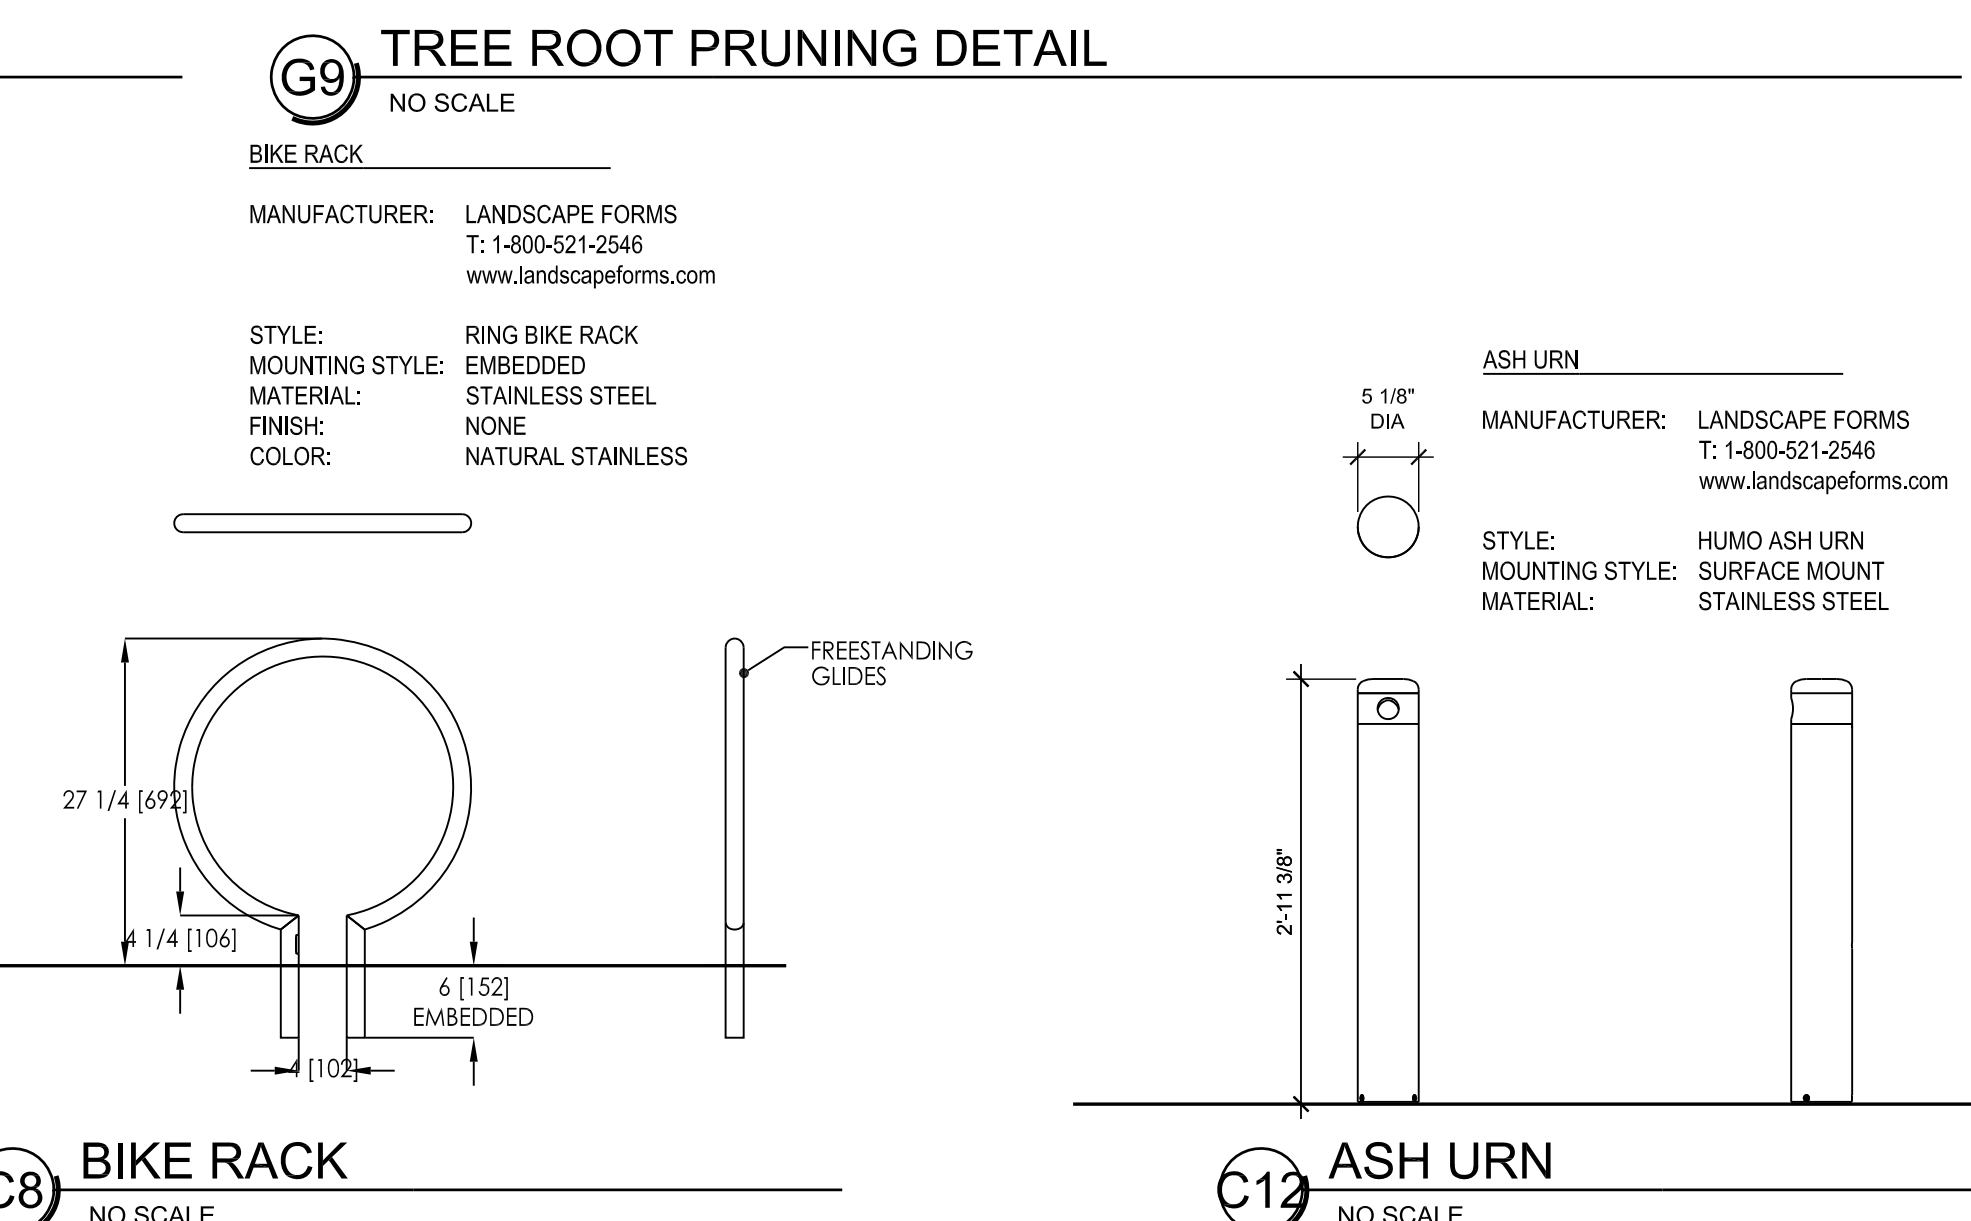 G9 TREE ROOT PRUNING DETAIL
NO SCALE
BIKE RACK
MANUFACTURER: LANDSCAPE FORMS
T: 1-800-521-2546
www.landscapeforms.com
STYLE: RING BIKE RACK
MOUNTING STYLE: EMBEDDED
MATERIAL: STAINLESS STEEL
FINISH: NONE
COLOR: NATURAL STAINLESS
FREESTANDING
GLIDES
27 1/4 [692]
4 1/4 [106]
6 [152]
EMBEDDED
4 [102]
C8 BIKE RACK
NO SCALE
ASH URN
MANUFACTURER: LANDSCAPE FORMS
T: 1-800-521-2546
www.landscapeforms.com
STYLE: HUMO ASH URN
MOUNTING STYLE: SURFACE MOUNT
MATERIAL: STAINLESS STEEL
5 1/8"
DIA
2'-11 3/8"
C12 ASH URN
NO SCALE